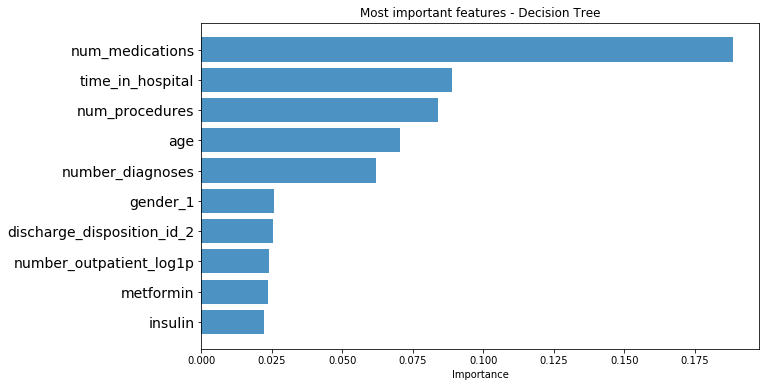 Most important features - Decision Tree
num_medications
time_in_hospital
num_procedures
age
number_diagnoses
gender_1
discharge_disposition_id_2
number_outpatient_log1p
metformin
insulin
0.000 0.025 0.050 0.075 0.100 0.125 0.150 0.175
Importance